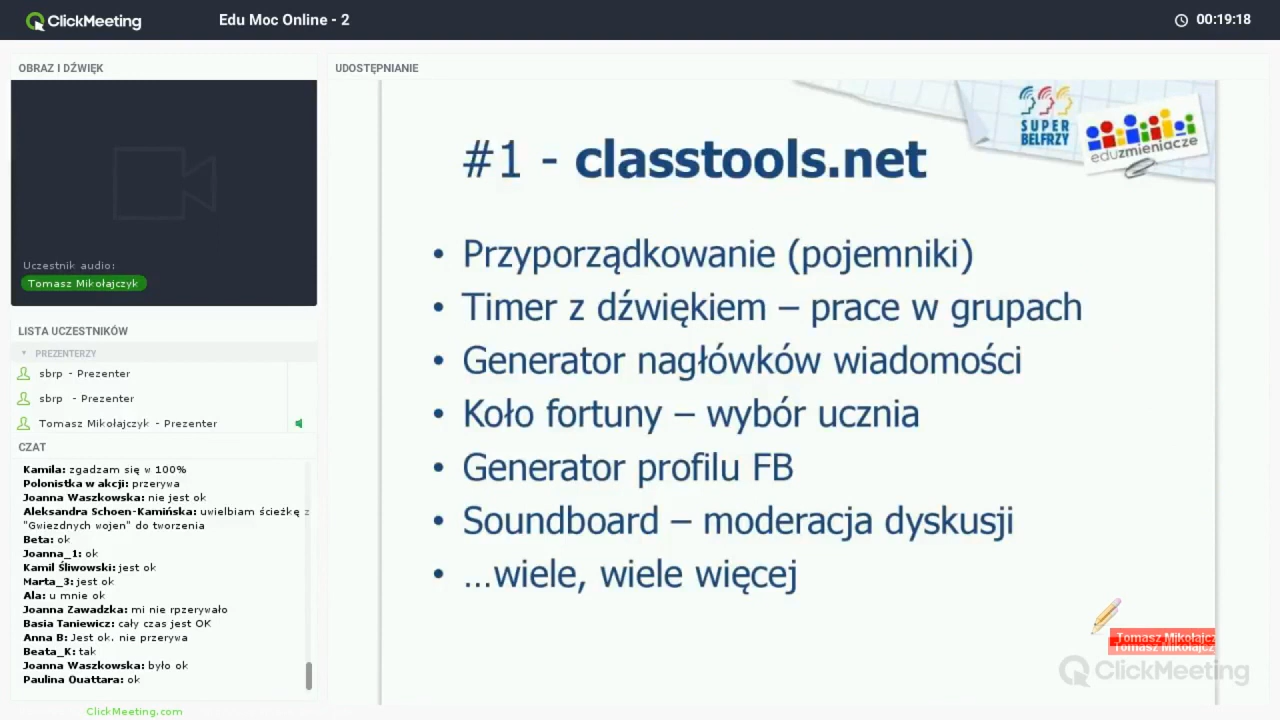 ClickMeeting
Edu Moc Online - 2
00:19:18
OBRAZ I DŹWIĘK
Uczestnik audio:
Tomasz Mikołajczyk
LISTA UCZESTNIKÓW
PREZENTERZY
sbrp - Prezenter
sbrp - Prezenter
Tomasz Mikołajczyk - Prezenter
CZAT
Kamila: zgadzam się w 100%
Polonistka w akcji: przerywa
Joanna Waszkowska: nie jest ok
Aleksandra Schoen-Kamińska: uwielbiam ścieżkę z
"Gwiezdnych wojen" do tworzenia
Beta: ok
Joanna_1: ok
Kamil Śliwowski: jest ok
Marta_3: jest ok
Ala: u mnie ok
Joanna Zawadzka: mi nie rpzerywało
Basia Taniewicz: cały czas jest OK
Anna B: Jest ok, nie przerywa
Beata_K: tak
Joanna Waszkowska: było ok
Paulina Ouattara: ok
ClickMeeting.com
UDOSTĘPNIANIE
SUPER
BELFRZY
eduzmieniacze
#1 - classtools.net
• Przyporządkowanie (pojemniki)
• Timer z dźwiękiem – prace w grupach
• Generator nagłówków wiadomości
• Koło fortuny – wybór ucznia
• Generator profilu FB
• Soundboard – moderacja dyskusji
• ...wiele, wiele więcej
Tomasz Mikołajcz
Tomasz Mikołajcz
ClickMeeting